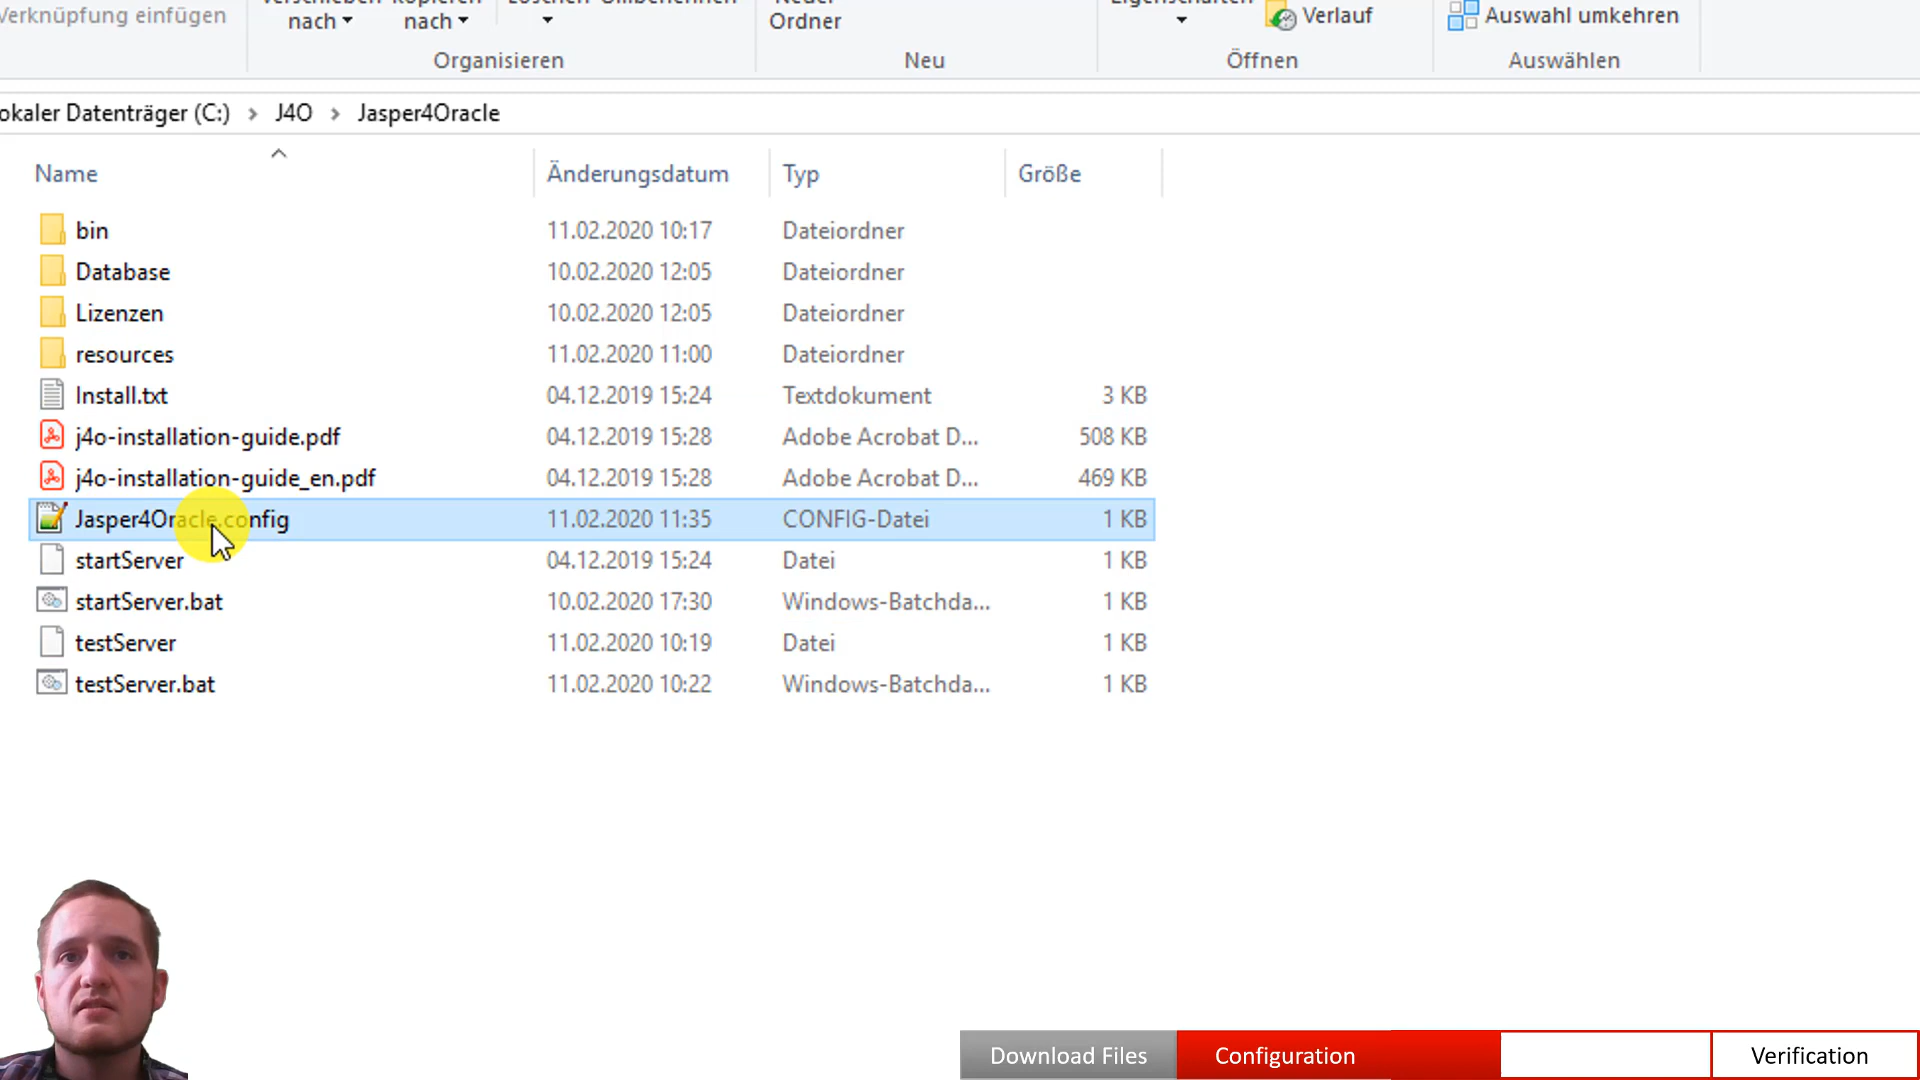 Verknüpfung einfügen
verschieben kopieren Löschen Umbenennen Neuer Eigenschaften
nach nach Ordner Verlauf Auswahl umkehren
Organisieren Neu Öffnen Auswählen
okaler Datenträger (C:) > J4O > Jasper4Oracle
Name Änderungsdatum Typ Größe
bin 11.02.2020 10:17 Dateiordner
Database 10.02.2020 12:05 Dateiordner
Lizenzen 10.02.2020 12:05 Dateiordner
resources 11.02.2020 11:00 Dateiordner
Install.txt 04.12.2019 15:24 Textdokument 3 KB
j4o-installation-guide.pdf 04.12.2019 15:28 Adobe Acrobat D... 508 KB
j4o-installation-guide_en.pdf 04.12.2019 15:28 Adobe Acrobat D... 469 KB
Jasper4Oracle.config 11.02.2020 11:35 CONFIG-Datei 1 KB
startServer 04.12.2019 15:24 Datei 1 KB
startServer.bat 10.02.2020 17:30 Windows-Batchda... 1 KB
testServer 11.02.2020 10:19 Datei 1 KB
testServer.bat 11.02.2020 10:22 Windows-Batchda... 1 KB
Download Files Configuration Verification